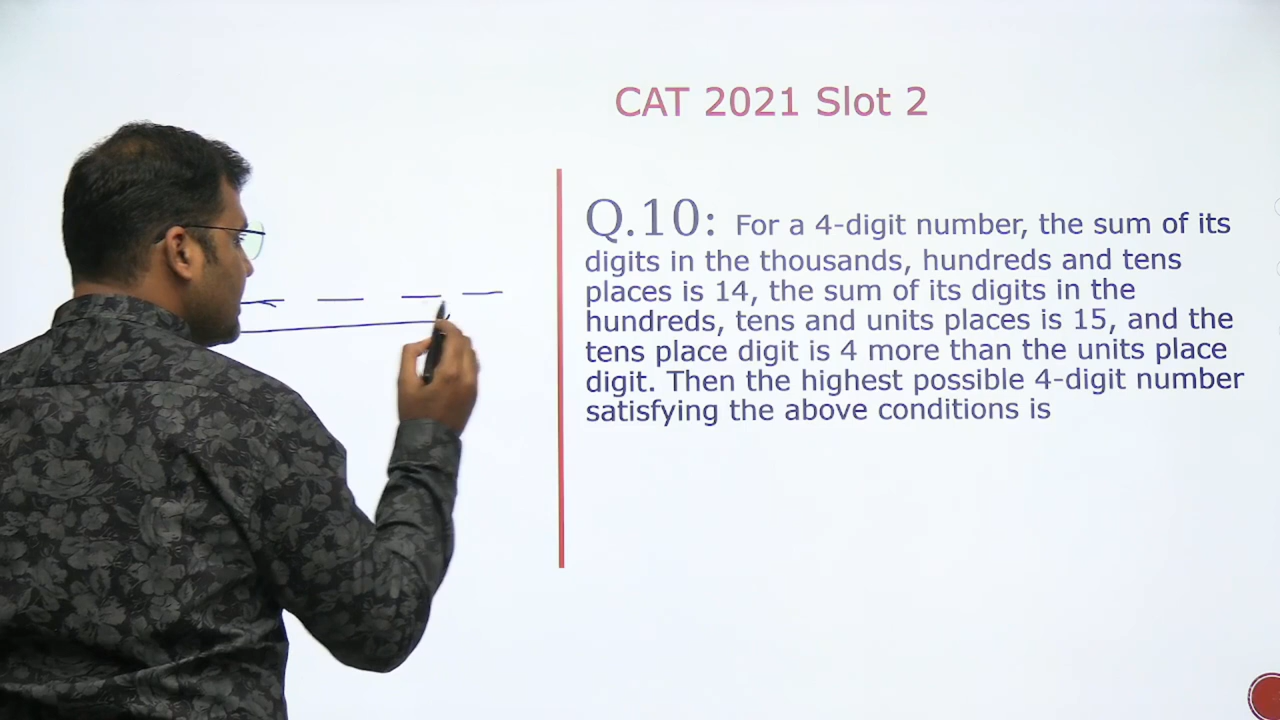 CAT 2021 Slot 2
Q.10: For a 4-digit number, the sum of its
digits in the thousands, hundreds and tens
places is 14, the sum of its digits in the
hundreds, tens and units places is 15, and the
tens place digit is 4 more than the units place
digit. Then the highest possible 4-digit number
satisfying the above conditions is